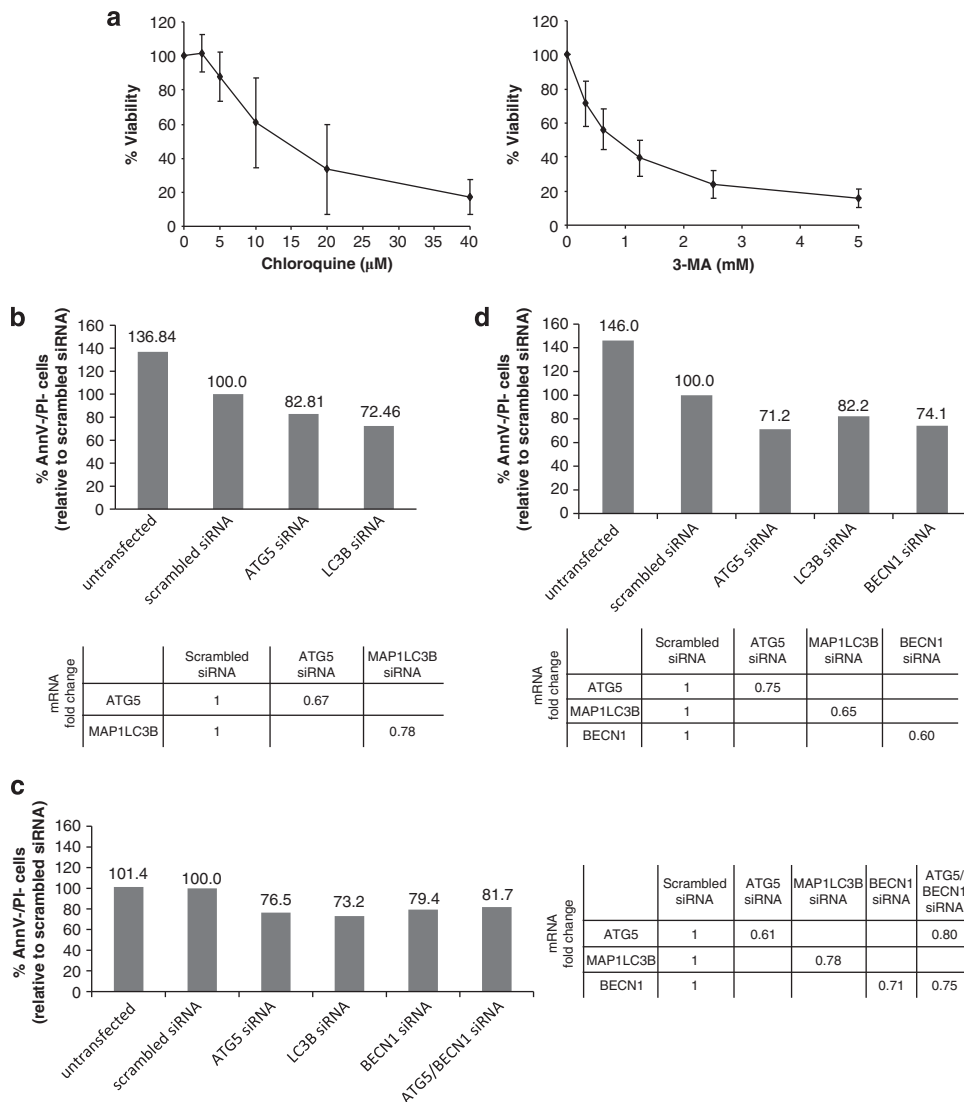 a
120
100
80
60
40
20
0
% Viability
0 5 10 15 20 25 30 35 40
Chloroquine (μM)
120
100
80
60
40
20
0
% Viability
0 1 2 3 4 5
3-MA (mM)
b
% AnnV-/PI- cells
(relative to scrambled siRNA)
160
140
120
100
80
60
40
20
0
136.84
100.0
82.81
72.46
untransfected
scrambled siRNA
ATG5 siRNA
LC3B siRNA
mRNA
fold change
Scrambled siRNA
ATG5 siRNA
MAP1LC3B siRNA
ATG5 1 0.67
MAP1LC3B 1 0.78
d
% AnnV-/PI- cells
(relative to scrambled siRNA)
160
140
120
100
80
60
40
20
0
146.0
100.0
71.2
82.2
74.1
untransfected
scrambled siRNA
ATG5 siRNA
LC3B siRNA
BECN1 siRNA
mRNA
fold change
Scrambled siRNA
ATG5 siRNA
MAP1LC3B siRNA
BECN1 siRNA
ATG5 1 0.75
MAP1LC3B 1 0.65
BECN1 1 0.60
c
% AnnV-/PI- cells
(relative to scrambled siRNA)
160
140
120
100
80
60
40
20
0
101.4
100.0
76.5
73.2
79.4
81.7
untransfected
scrambled siRNA
ATG5 siRNA
LC3B siRNA
BECN1 siRNA
ATG5/BECN1 siRNA
mRNA
fold change
Scrambled siRNA
ATG5 siRNA
MAP1LC3B siRNA
BECN1 siRNA
ATG5/ BECN1 siRNA
ATG5 1 0.61 0.80
MAP1LC3B 1 0.78
BECN1 1 0.71 0.75